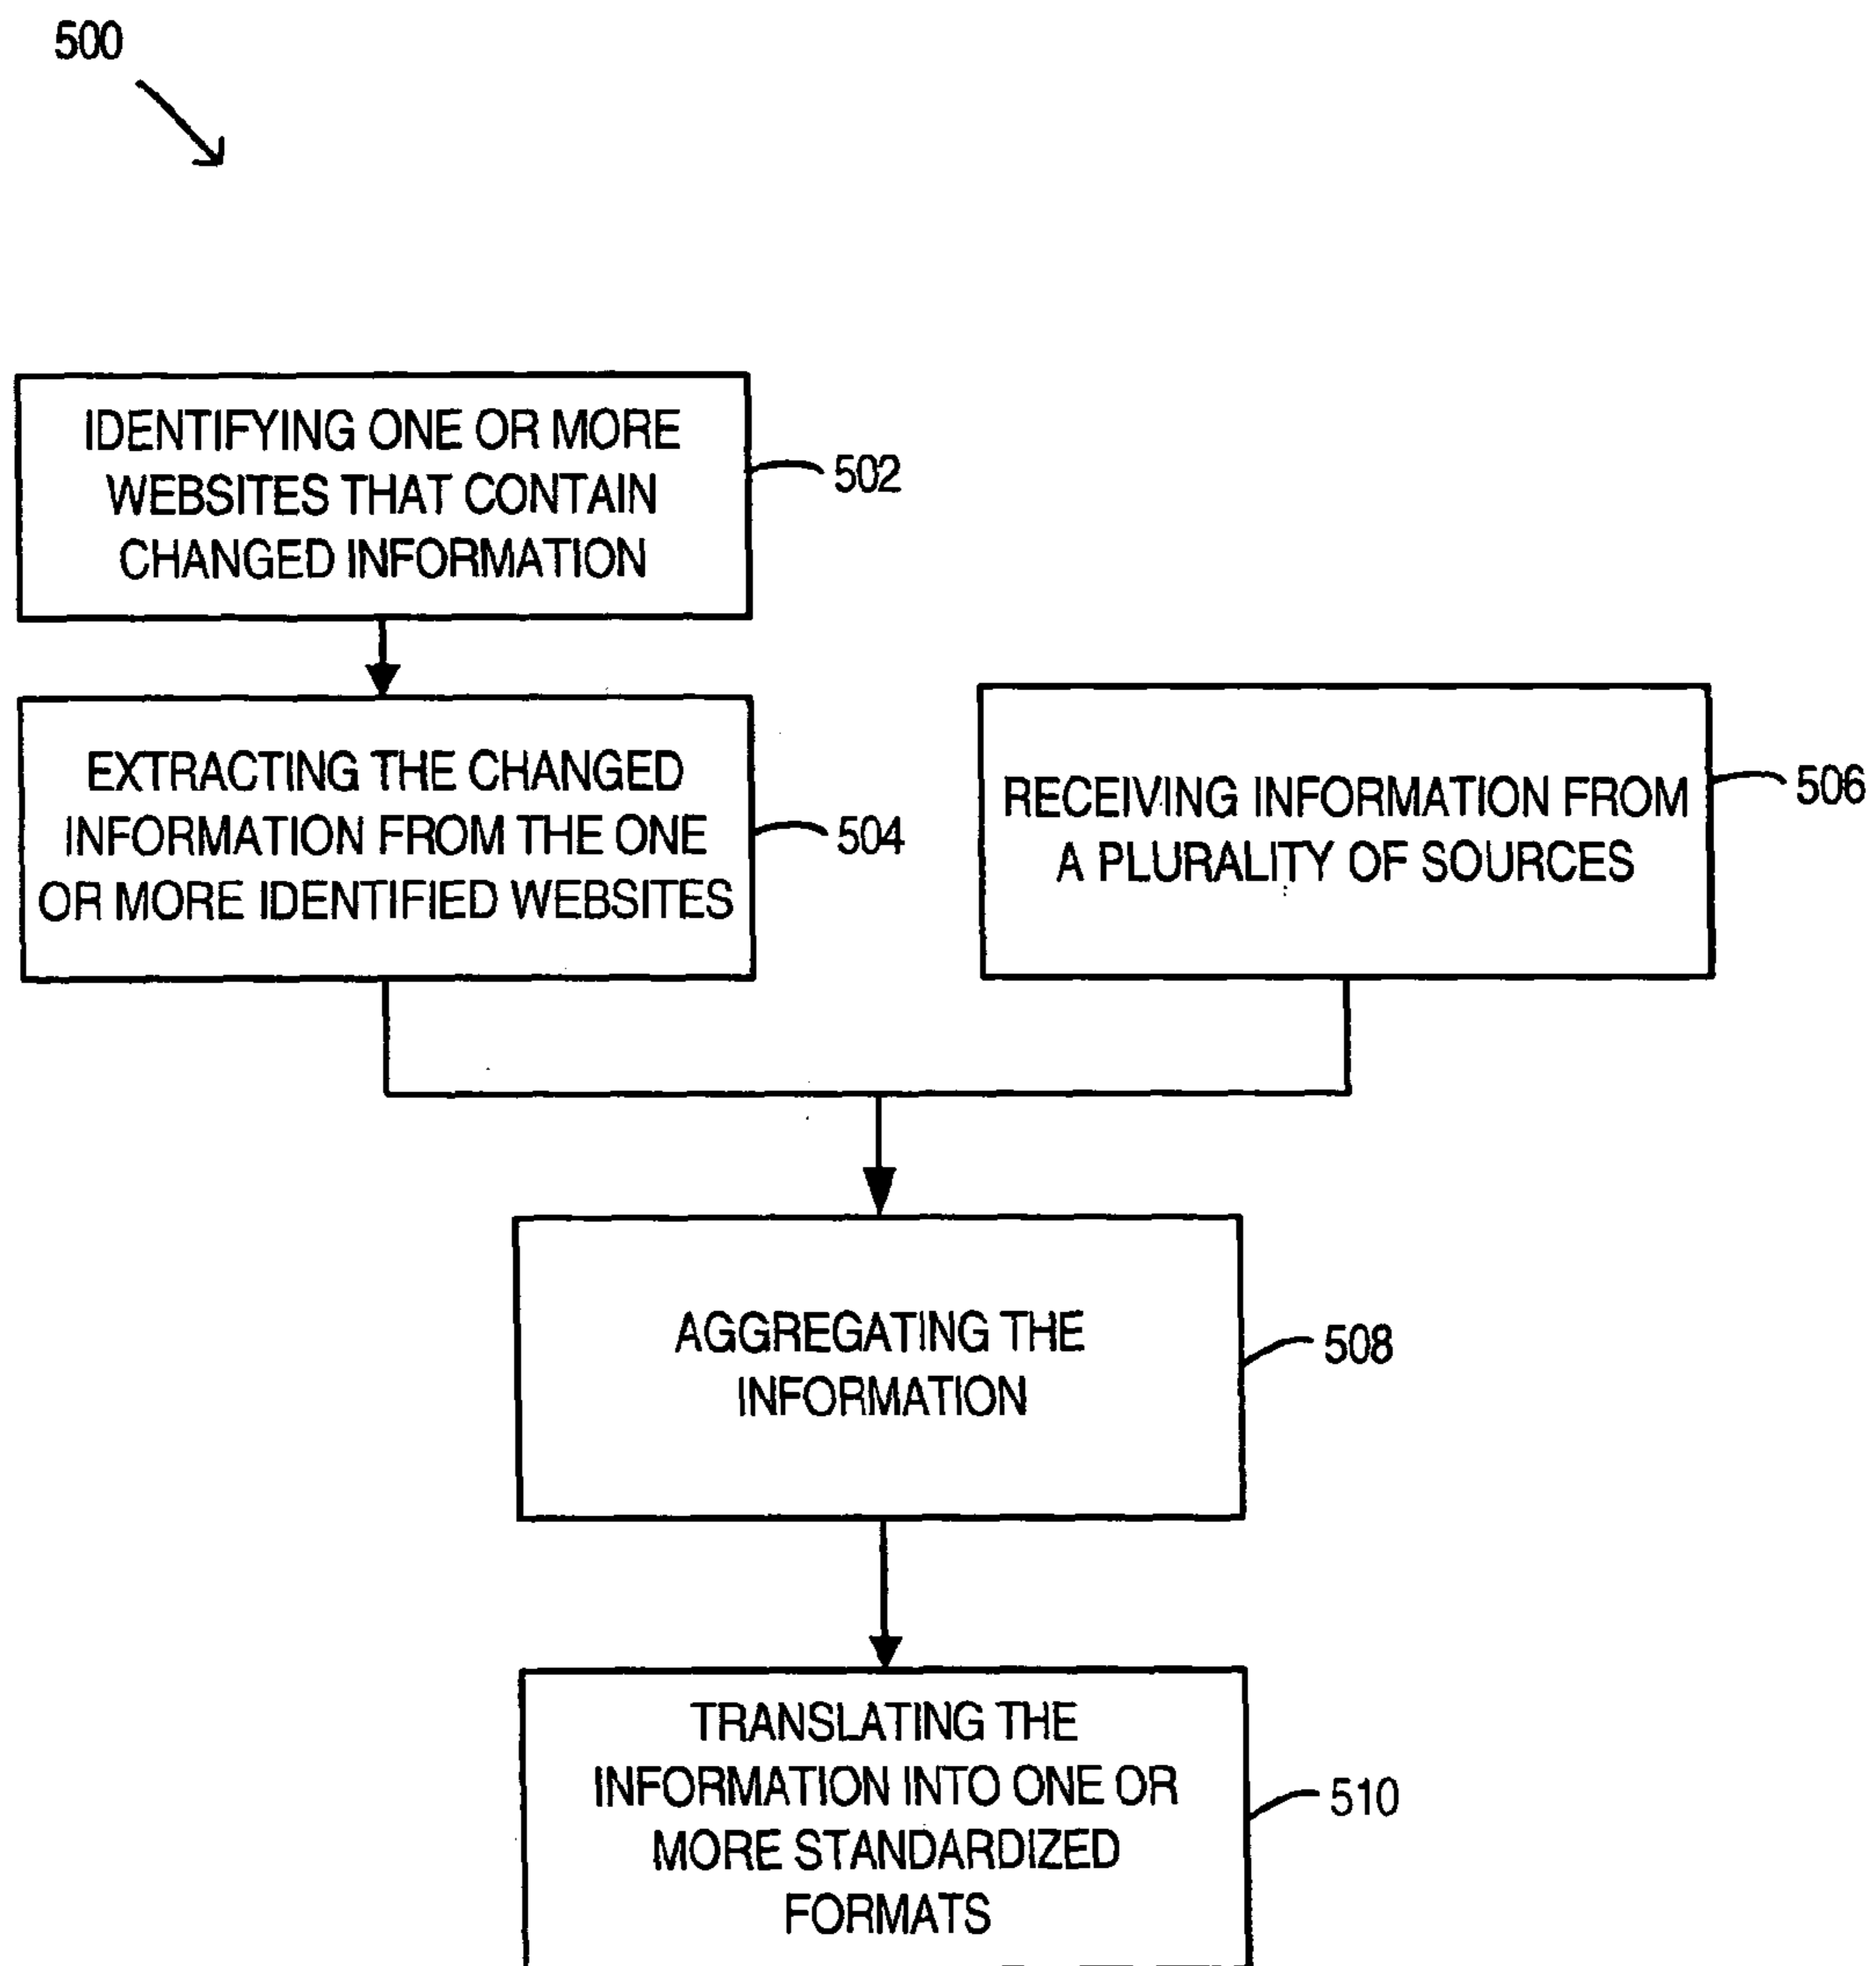 500
IDENTIFYING ONE OR MORE
WEBSITES THAT CONTAIN
CHANGED INFORMATION
502
EXTRACTING THE CHANGED
INFORMATION FROM THE ONE
OR MORE IDENTIFIED WEBSITES
504
RECEIVING INFORMATION FROM
A PLURALITY OF SOURCES
506
AGGREGATING THE
INFORMATION
508
TRANSLATING THE
INFORMATION INTO ONE OR
MORE STANDARDIZED
FORMATS
510